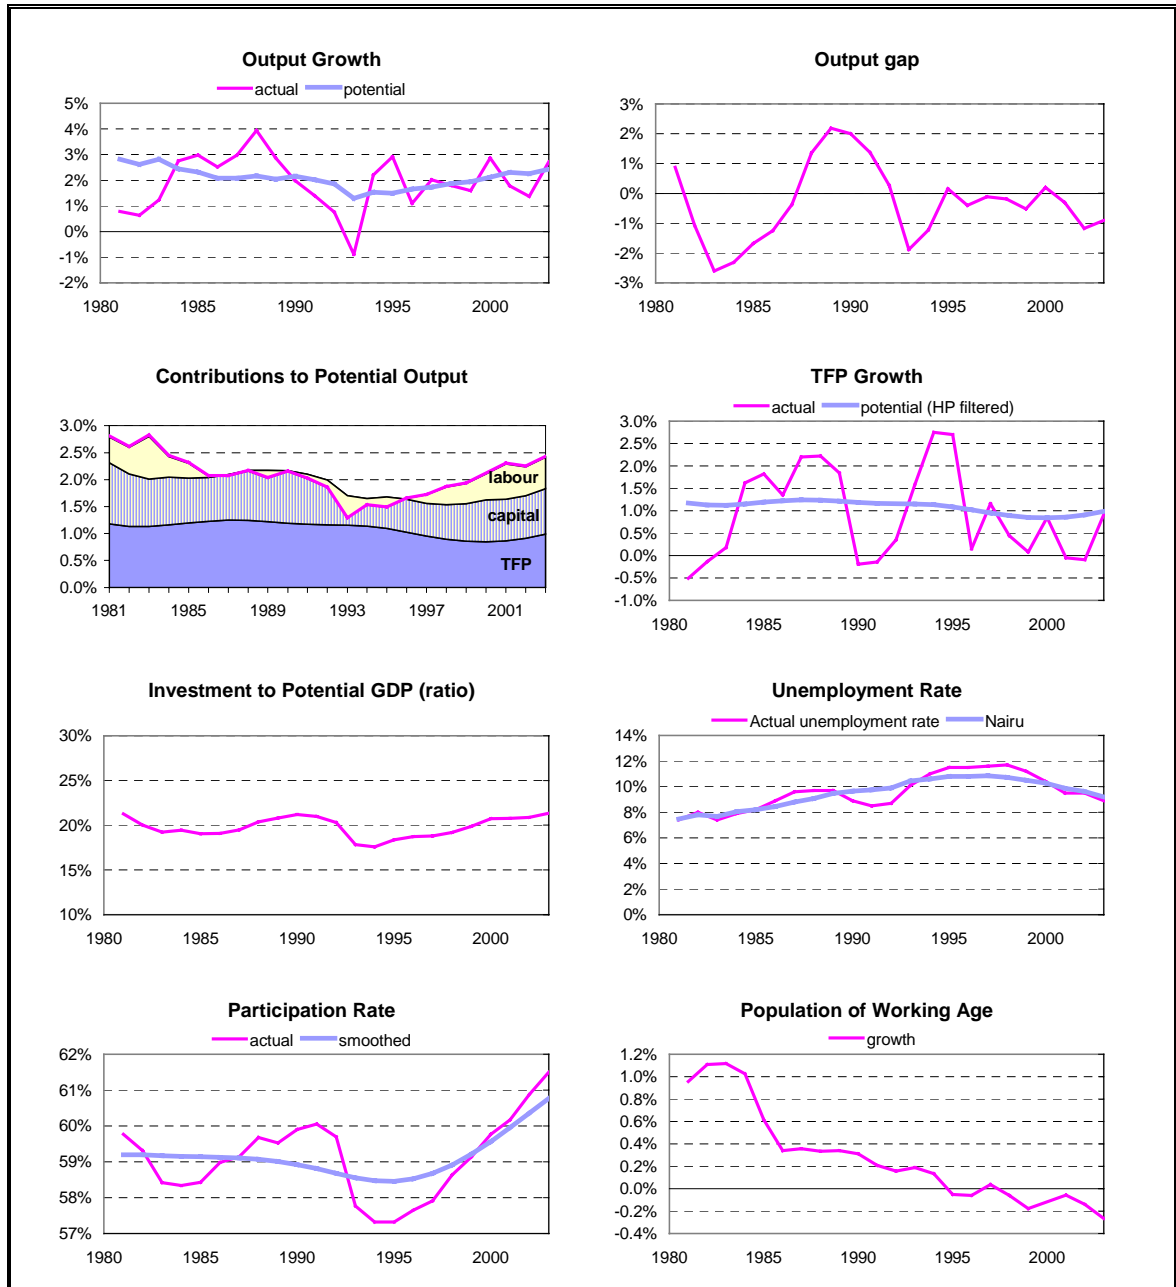 Output Growth
actual potential
5%
4%
3%
2%
1%
0%
-1%
-2%
1980 1985 1990 1995 2000
Output gap
3%
2%
1%
0%
-1%
-2%
-3%
1980 1985 1990 1995 2000
Contributions to Potential Output
3.0%
2.5%
2.0%
1.5%
1.0%
0.5%
0.0%
labour
capital
TFP
1981 1985 1989 1993 1997 2001
TFP Growth
actual potential (HP filtered)
3.0%
2.5%
2.0%
1.5%
1.0%
0.5%
0.0%
-0.5%
-1.0%
1980 1985 1990 1995 2000
Investment to Potential GDP (ratio)
30%
25%
20%
15%
10%
1980 1985 1990 1995 2000
Unemployment Rate
Actual unemployment rate Nairu
14%
12%
10%
8%
6%
4%
2%
0%
1980 1985 1990 1995 2000
Participation Rate
actual smoothed
62%
61%
60%
59%
58%
57%
1980 1985 1990 1995 2000
Population of Working Age
growth
1.2%
1.0%
0.8%
0.6%
0.4%
0.2%
0.0%
-0.2%
-0.4%
1980 1985 1990 1995 2000